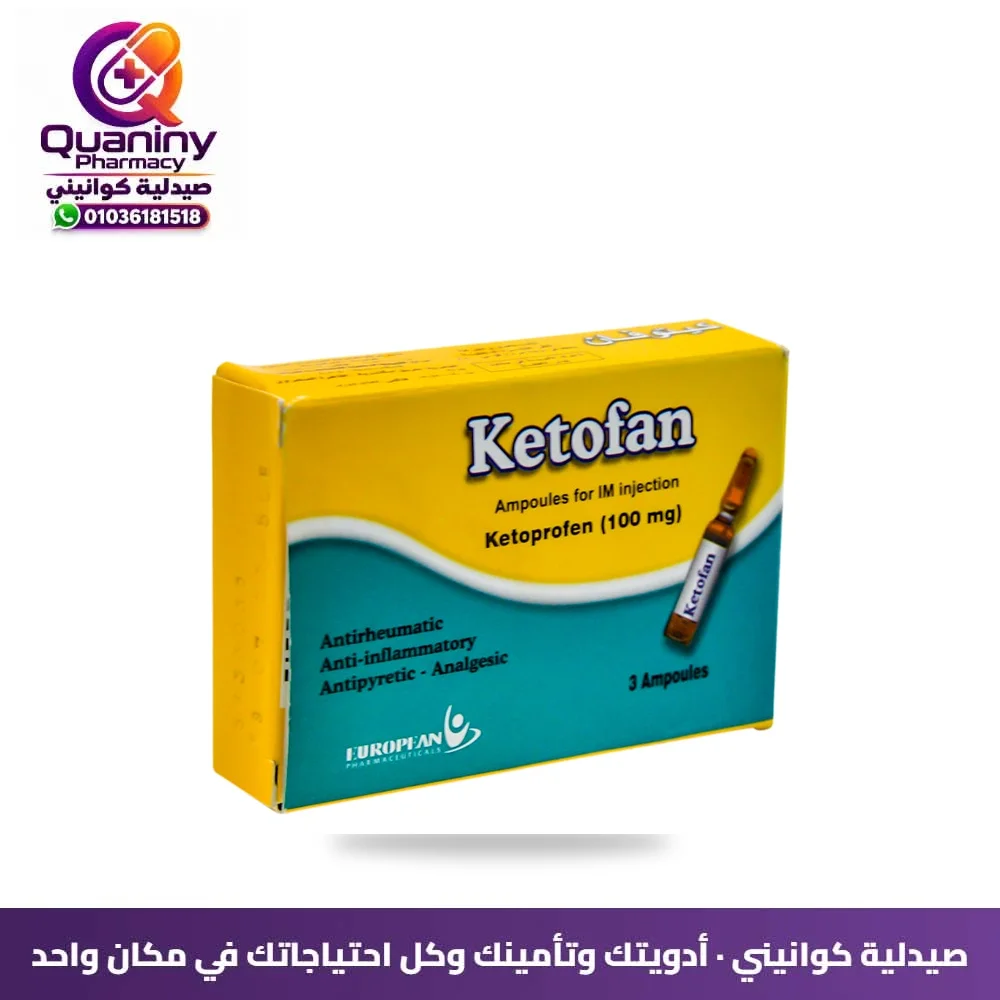 Quaniny
Pharmacy
صيدلية كوانيني
01036181518
Ketofan
Ampoules for IM injection
Ketoprofen (100 mg)
Ketofan
Antirheumatic
Anti-inflammatory
Antipyretic - Analgesic
3 Ampoules
EUROPEAN
PHARMACEUTICALS
صيدلية كوانيني · أدويتك وتأمينك وكل احتياجاتك في مكان واحد